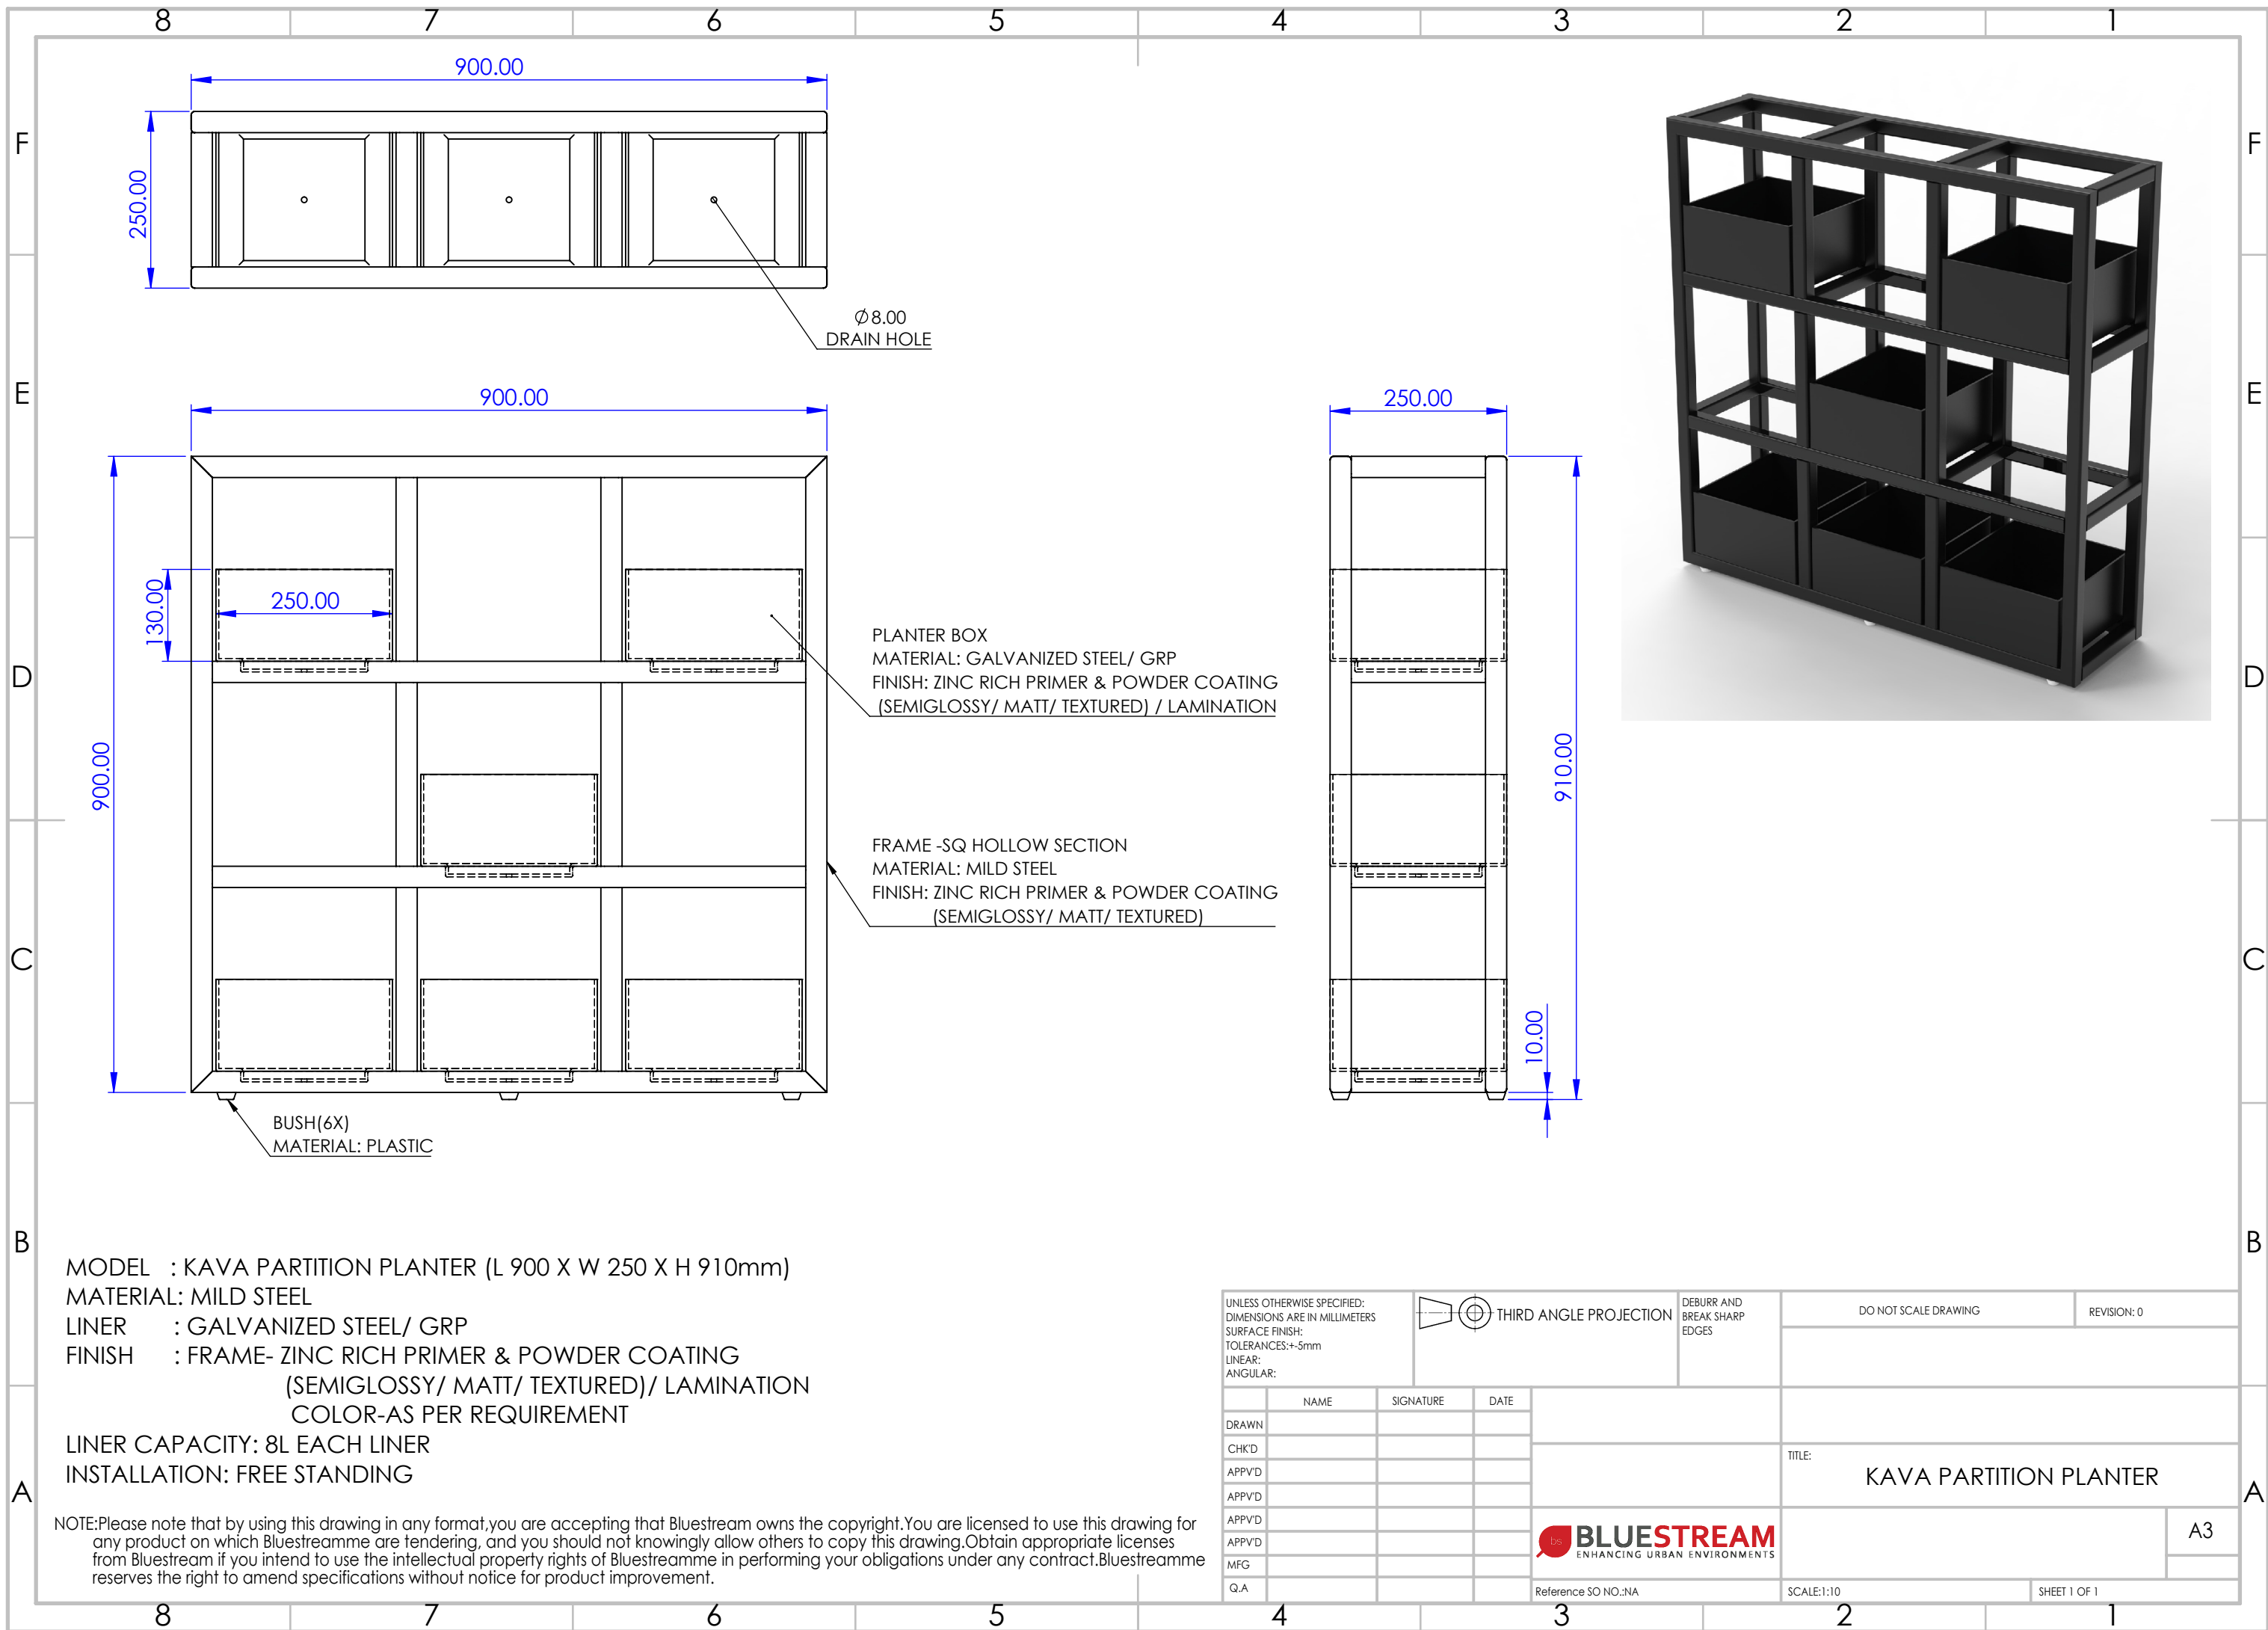 8 7 6 5 4 3 2 1
F F
E E
D D
C C
B B
A A
900.00
250.00
Ø8.00
DRAIN HOLE
900.00
900.00
130.00
250.00
PLANTER BOX
MATERIAL: GALVANIZED STEEL/ GRP
FINISH: ZINC RICH PRIMER & POWDER COATING
(SEMIGLOSSY/ MATT/ TEXTURED) / LAMINATION
FRAME -SQ HOLLOW SECTION
MATERIAL: MILD STEEL
FINISH: ZINC RICH PRIMER & POWDER COATING
(SEMIGLOSSY/ MATT/ TEXTURED)
BUSH(6X)
MATERIAL: PLASTIC
250.00
910.00
10.00
MODEL : KAVA PARTITION PLANTER (L 900 X W 250 X H 910mm)
MATERIAL: MILD STEEL
LINER : GALVANIZED STEEL/ GRP
FINISH : FRAME- ZINC RICH PRIMER & POWDER COATING
(SEMIGLOSSY/ MATT/ TEXTURED)/ LAMINATION
COLOR-AS PER REQUIREMENT
LINER CAPACITY: 8L EACH LINER
INSTALLATION: FREE STANDING
NOTE:Please note that by using this drawing in any format,you are accepting that Bluestream owns the copyright.You are licensed to use this drawing for
any product on which Bluestreamme are tendering, and you should not knowingly allow others to copy this drawing.Obtain appropriate licenses
from Bluestream if you intend to use the intellectual property rights of Bluestreamme in performing your obligations under any contract.Bluestreamme
reserves the right to amend specifications without notice for product improvement.
UNLESS OTHERWISE SPECIFIED:
DIMENSIONS ARE IN MILLIMETERS
SURFACE FINISH:
TOLERANCES:+-5mm
LINEAR:
ANGULAR:
THIRD ANGLE PROJECTION
DEBURR AND
BREAK SHARP
EDGES
DO NOT SCALE DRAWING
REVISION: 0
NAME SIGNATURE DATE
DRAWN
CHK'D
APPV'D
APPV'D
APPV'D
APPV'D
MFG
Q.A
TITLE:
KAVA PARTITION PLANTER
bs
BLUESTREAM
ENHANCING URBAN ENVIRONMENTS
A3
Reference SO NO.:NA
SCALE:1:10
SHEET 1 OF 1
8 7 6 5 4 3 2 1